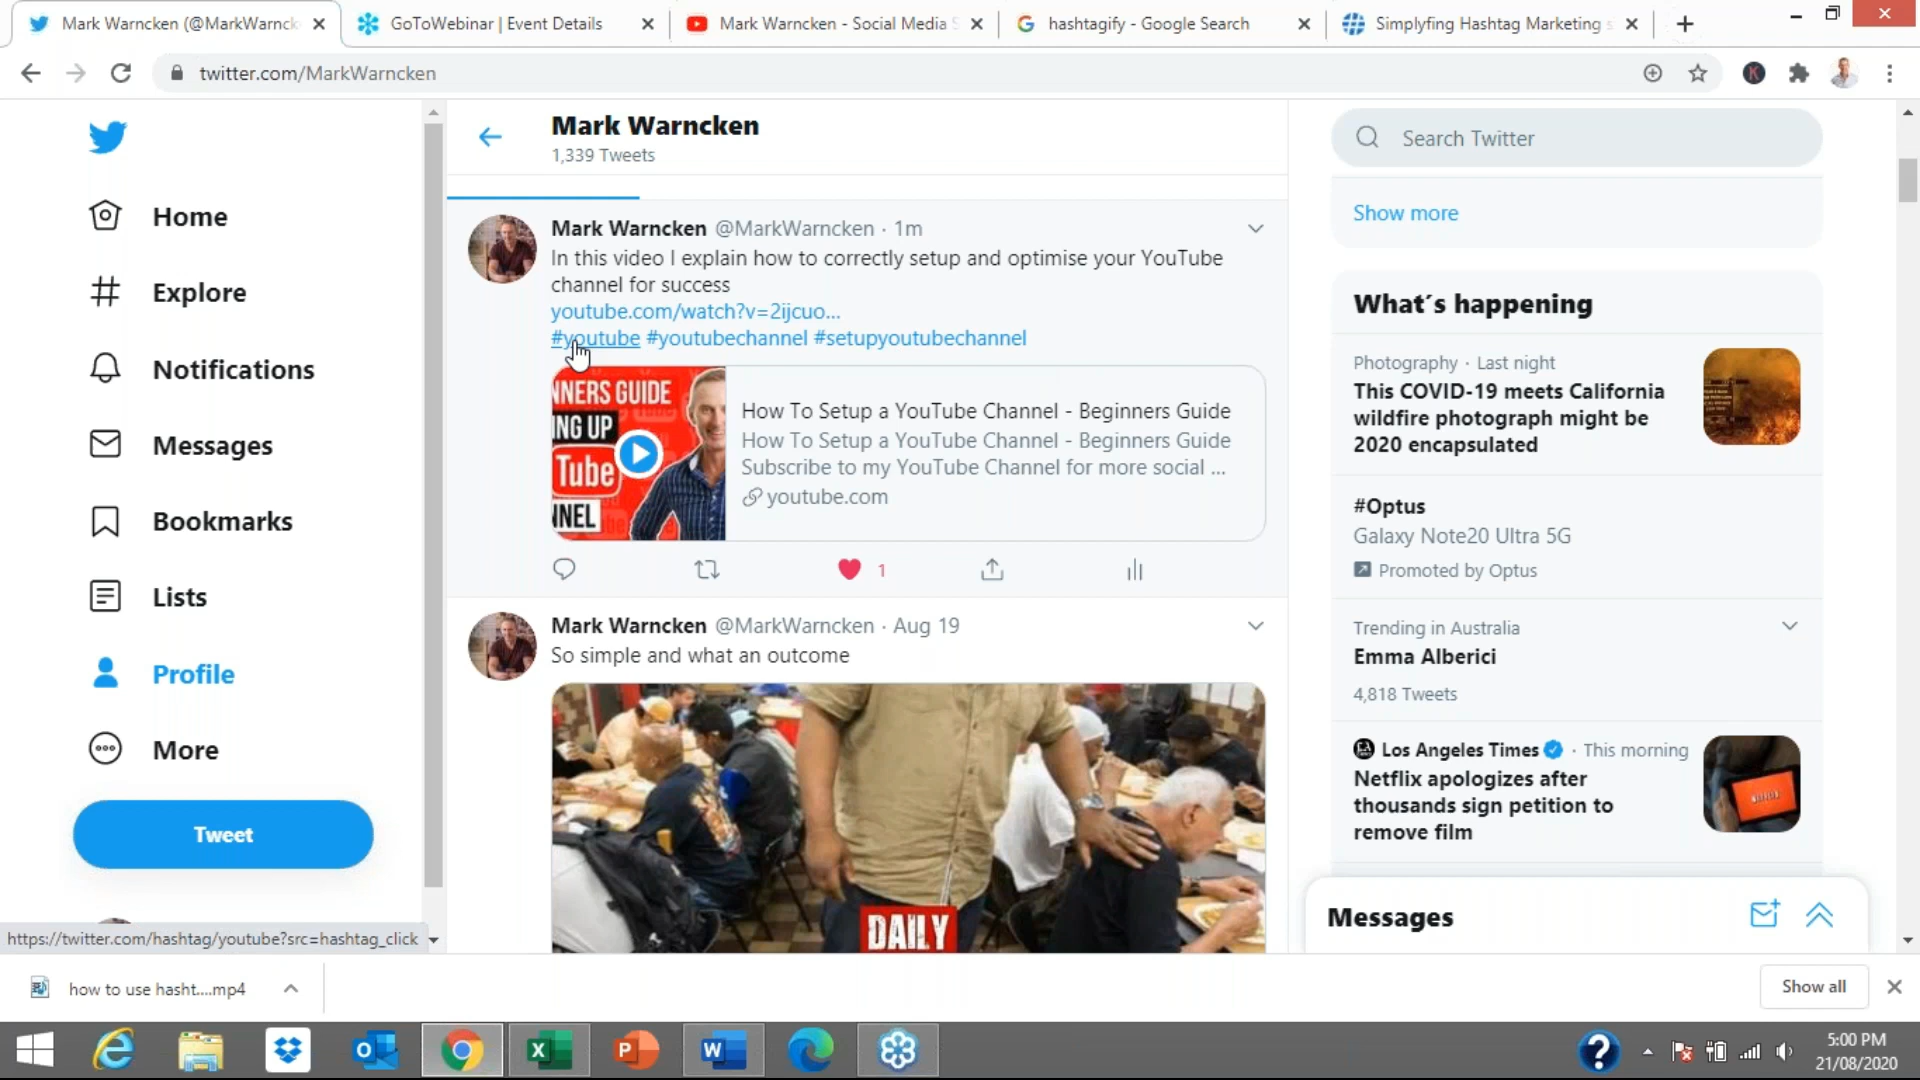 Mark Warncken (@MarkWarncke
GoToWebinar | Event Details
Mark Warncken - Social Media S
hashtagify - Google Search
Simplyfing Hashtag Marketing s
twitter.com/MarkWarncken
K
Home
Explore
Notifications
Messages
Bookmarks
Lists
Profile
More
Tweet
https://twitter.com/hashtag/youtube?src=hashtag_click
Mark Warncken
1,339 Tweets
Mark Warncken @MarkWarncken · 1m
In this video I explain how to correctly setup and optimise your YouTube
channel for success
youtube.com/watch?v=2ijcuo...
#youtube #youtubechannel #setupyoutubechannel
NNERS GUIDE
NG UP
Tube
NNEL
How To Setup a YouTube Channel - Beginners Guide
How To Setup a YouTube Channel - Beginners Guide
Subscribe to my YouTube Channel for more social ...
youtube.com
1
Mark Warncken @MarkWarncken · Aug 19
So simple and what an outcome
DAILY
Search Twitter
Show more
What´s happening
Photography · Last night
This COVID-19 meets California
wildfire photograph might be
2020 encapsulated
#Optus
Galaxy Note20 Ultra 5G
Promoted by Optus
Trending in Australia
Emma Alberici
4,818 Tweets
Los Angeles Times · This morning
Netflix apologizes after
thousands sign petition to
remove film
Messages
how to use hasht....mp4
Show all
5:00 PM
21/08/2020